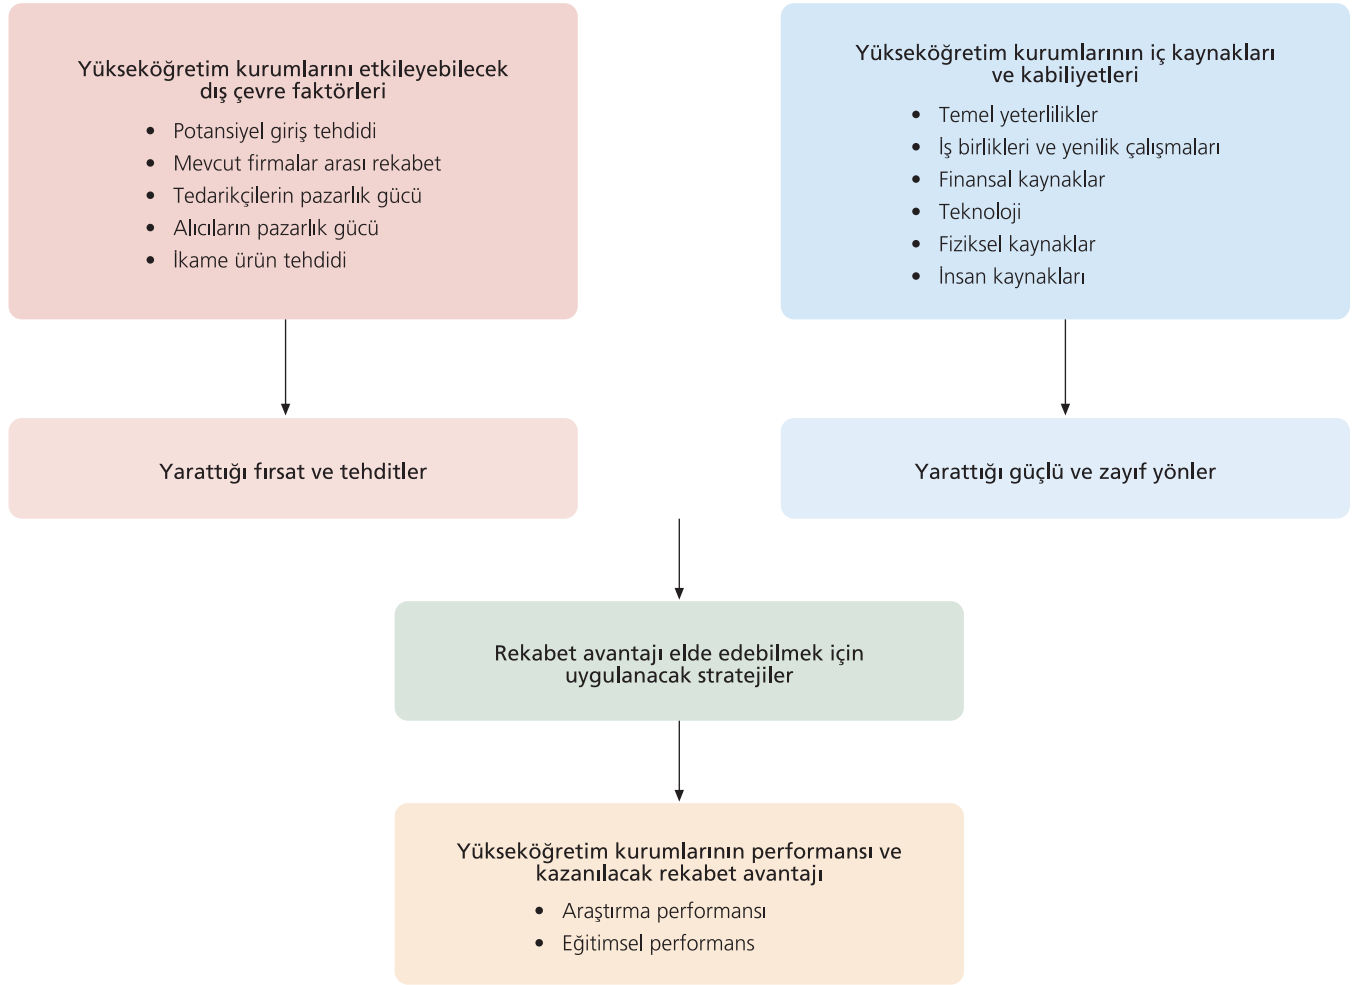 Yükseköğretim kurumlarını etkileyebilecek
dış çevre faktörleri
• Potansiyel giriş tehdidi
• Mevcut firmalar arası rekabet
• Tedarikçilerin pazarlık gücü
• Alıcıların pazarlık gücü
• İkame ürün tehdidi
Yükseköğretim kurumlarının iç kaynakları
ve kabiliyetleri
• Temel yeterlilikler
• İş birlikleri ve yenilik çalışmaları
• Finansal kaynaklar
• Teknoloji
• Fiziksel kaynaklar
• İnsan kaynakları
Yarattığı fırsat ve tehditler
Yarattığı güçlü ve zayıf yönler
Rekabet avantajı elde edebilmek için
uygulanacak stratejiler
Yükseköğretim kurumlarının performansı ve
kazanılacak rekabet avantajı
• Araştırma performansı
• Eğitimsel performans